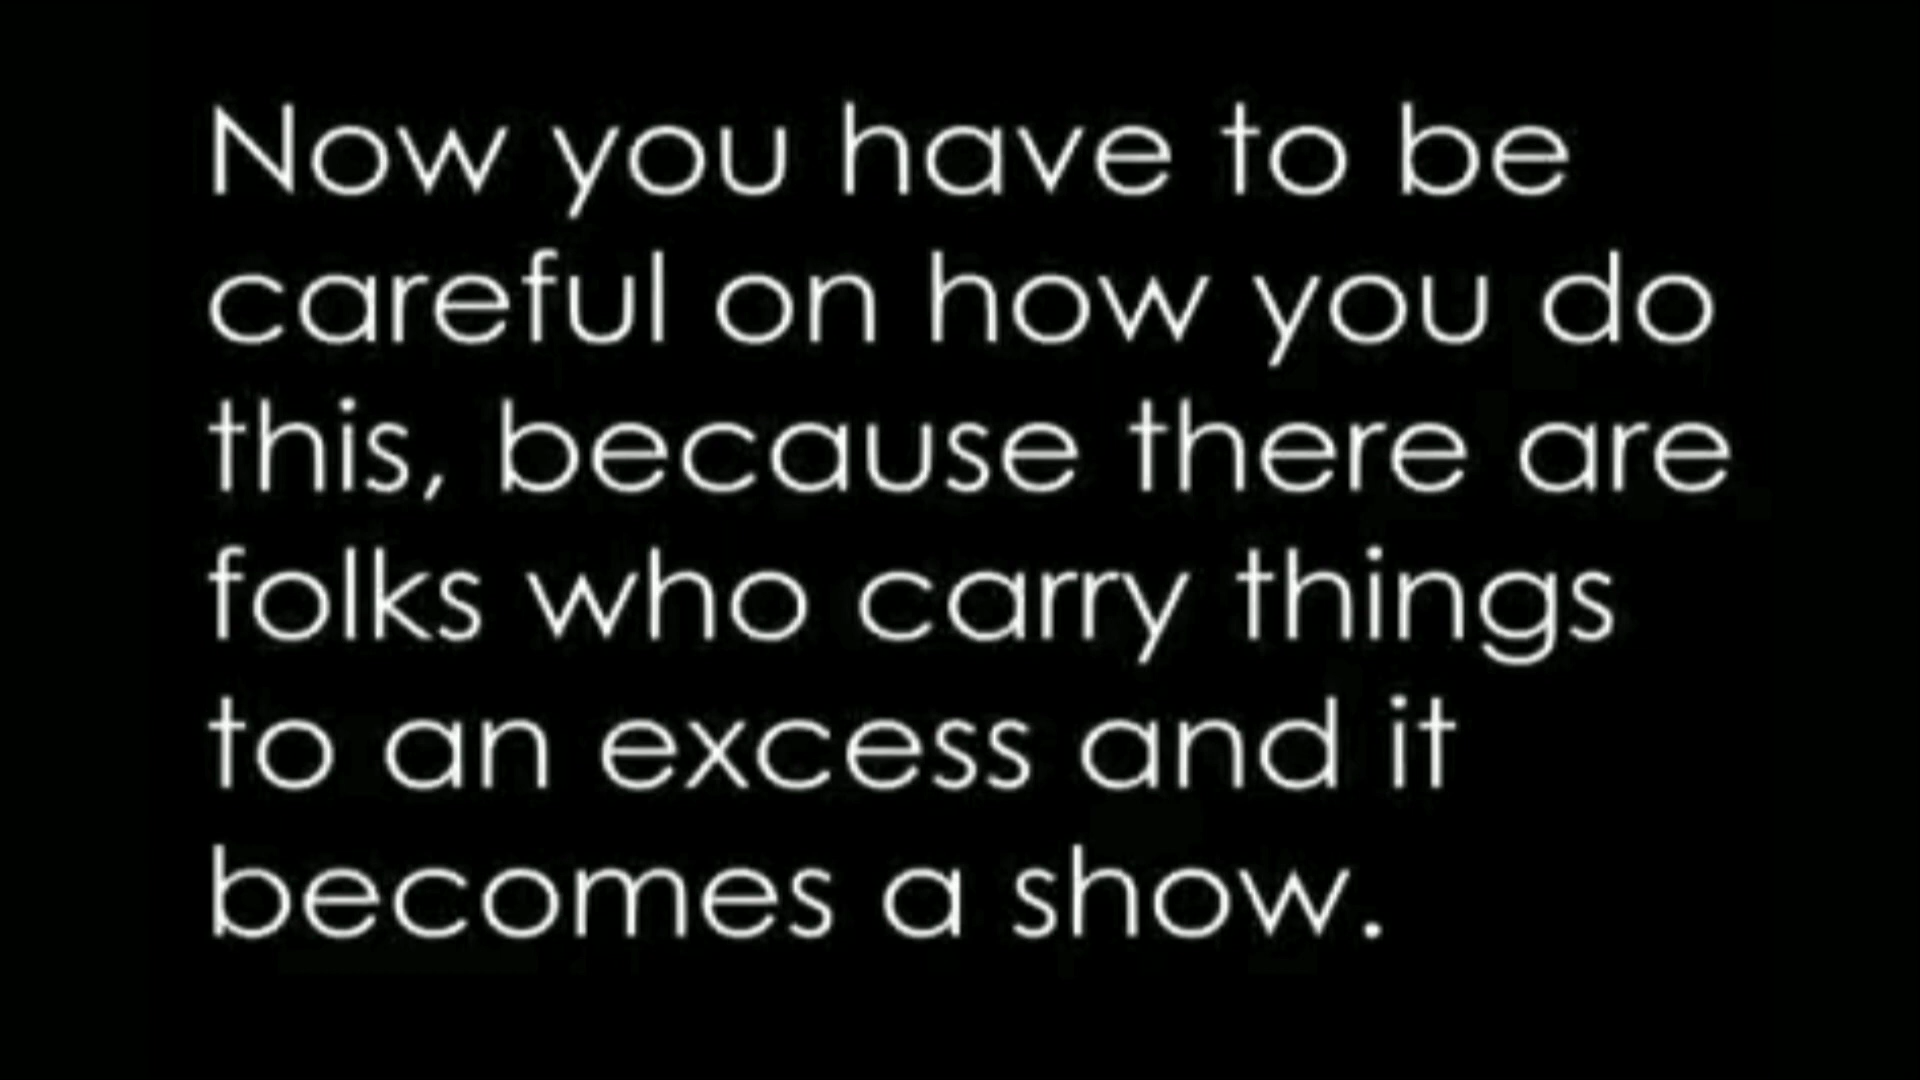 Now you have to be
careful on how you do
this, because there are
folks who carry things
to an excess and it
becomes a show.